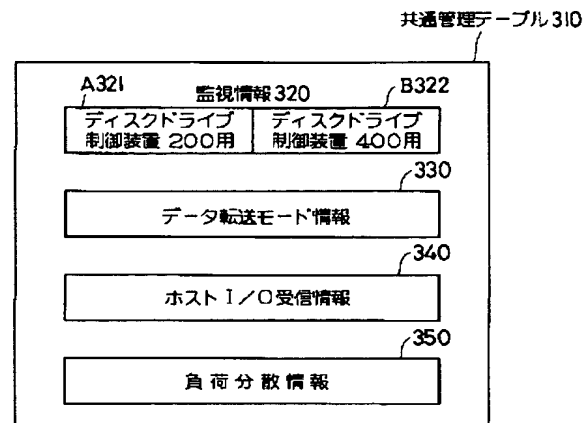 共通管理テーブル310
A321
監視情報320
B322
ディスクドライブ
制御装置 200用
ディスクドライブ
制御装置 400用
330
データ転送モード情報
340
ホストI/O受信情報
350
負荷分散情報